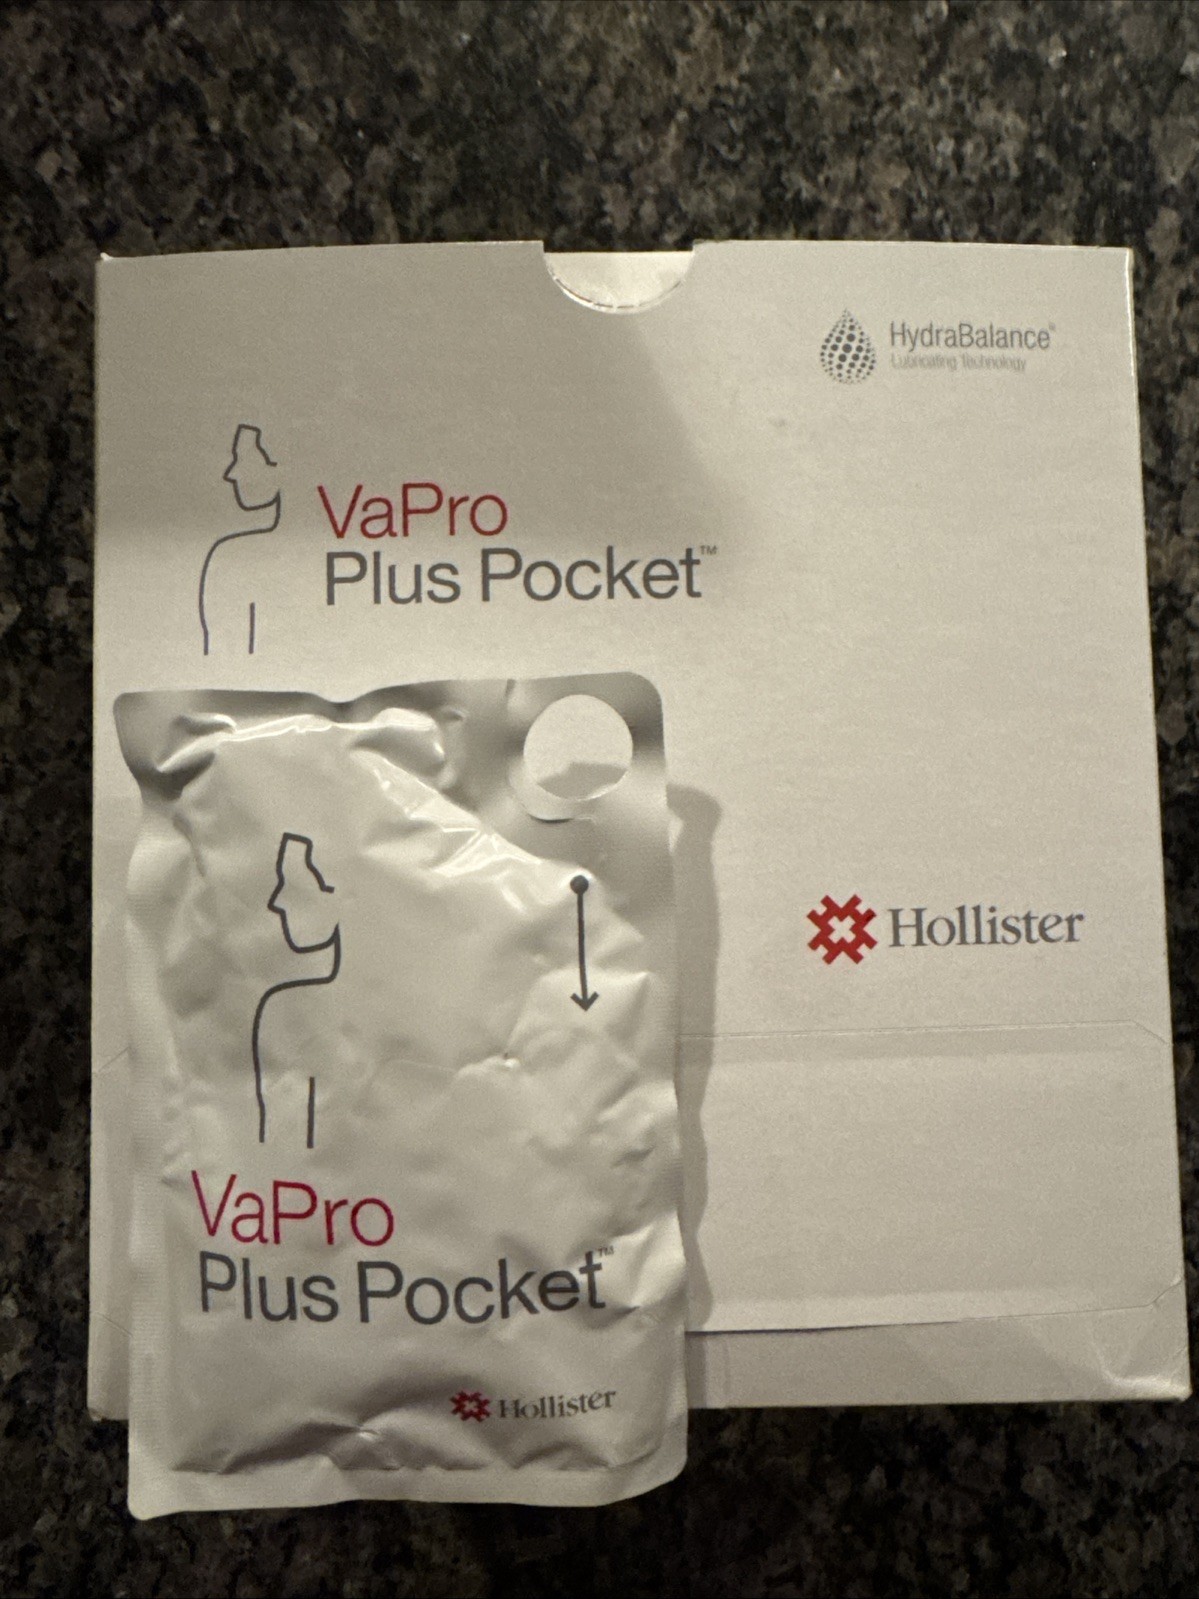 HydraBalance®
Lubricating Technology
VaPro
Plus Pocket™
Hollister
VaPro
Plus Pocket™
Hollister